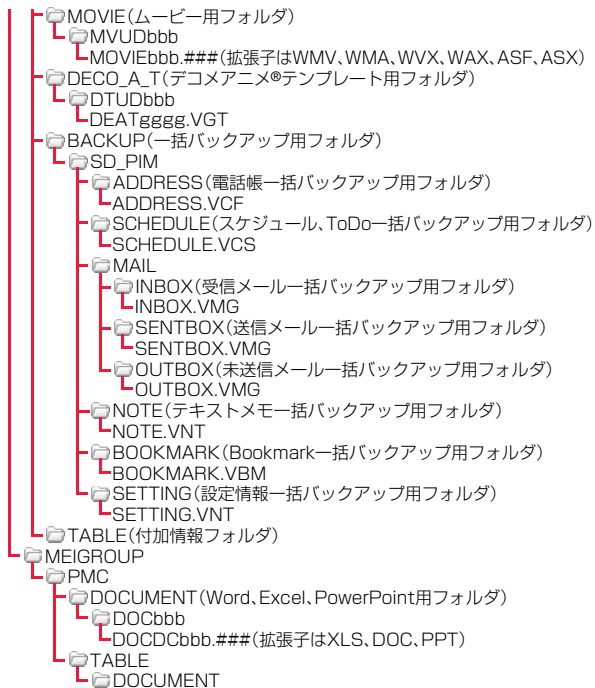 MOVIE(ムービー用フォルダ)
MVUDbbb
MOVIEbbb.###(拡張子はWMV、WMA、WVX、WAX、ASF、ASX)
DECO_A_T(デコメアニメ®テンプレート用フォルダ)
DTUDbbb
DEATgggg.VGT
BACKUP(一括バックアップ用フォルダ)
SD_PIM
ADDRESS(電話帳一括バックアップ用フォルダ)
ADDRESS.VCF
SCHEDULE(スケジュール、ToDo一括バックアップ用フォルダ)
SCHEDULE.VCS
MAIL
INBOX(受信メール一括バックアップ用フォルダ)
INBOX.VMG
SENTBOX(送信メール一括バックアップ用フォルダ)
SENTBOX.VMG
OUTBOX(未送信メール一括バックアップ用フォルダ)
OUTBOX.VMG
NOTE(テキストメモ一括バックアップ用フォルダ)
NOTE.VNT
BOOKMARK(Bookmark一括バックアップ用フォルダ)
BOOKMARK.VBM
SETTING(設定情報一括バックアップ用フォルダ)
SETTING.VNT
TABLE(付加情報フォルダ)
MEIGROUP
PMC
DOCUMENT(Word、Excel、PowerPoint用フォルダ)
DOCbbb
DOCDCbbb.###(拡張子はXLS、DOC、PPT)
TABLE
DOCUMENT